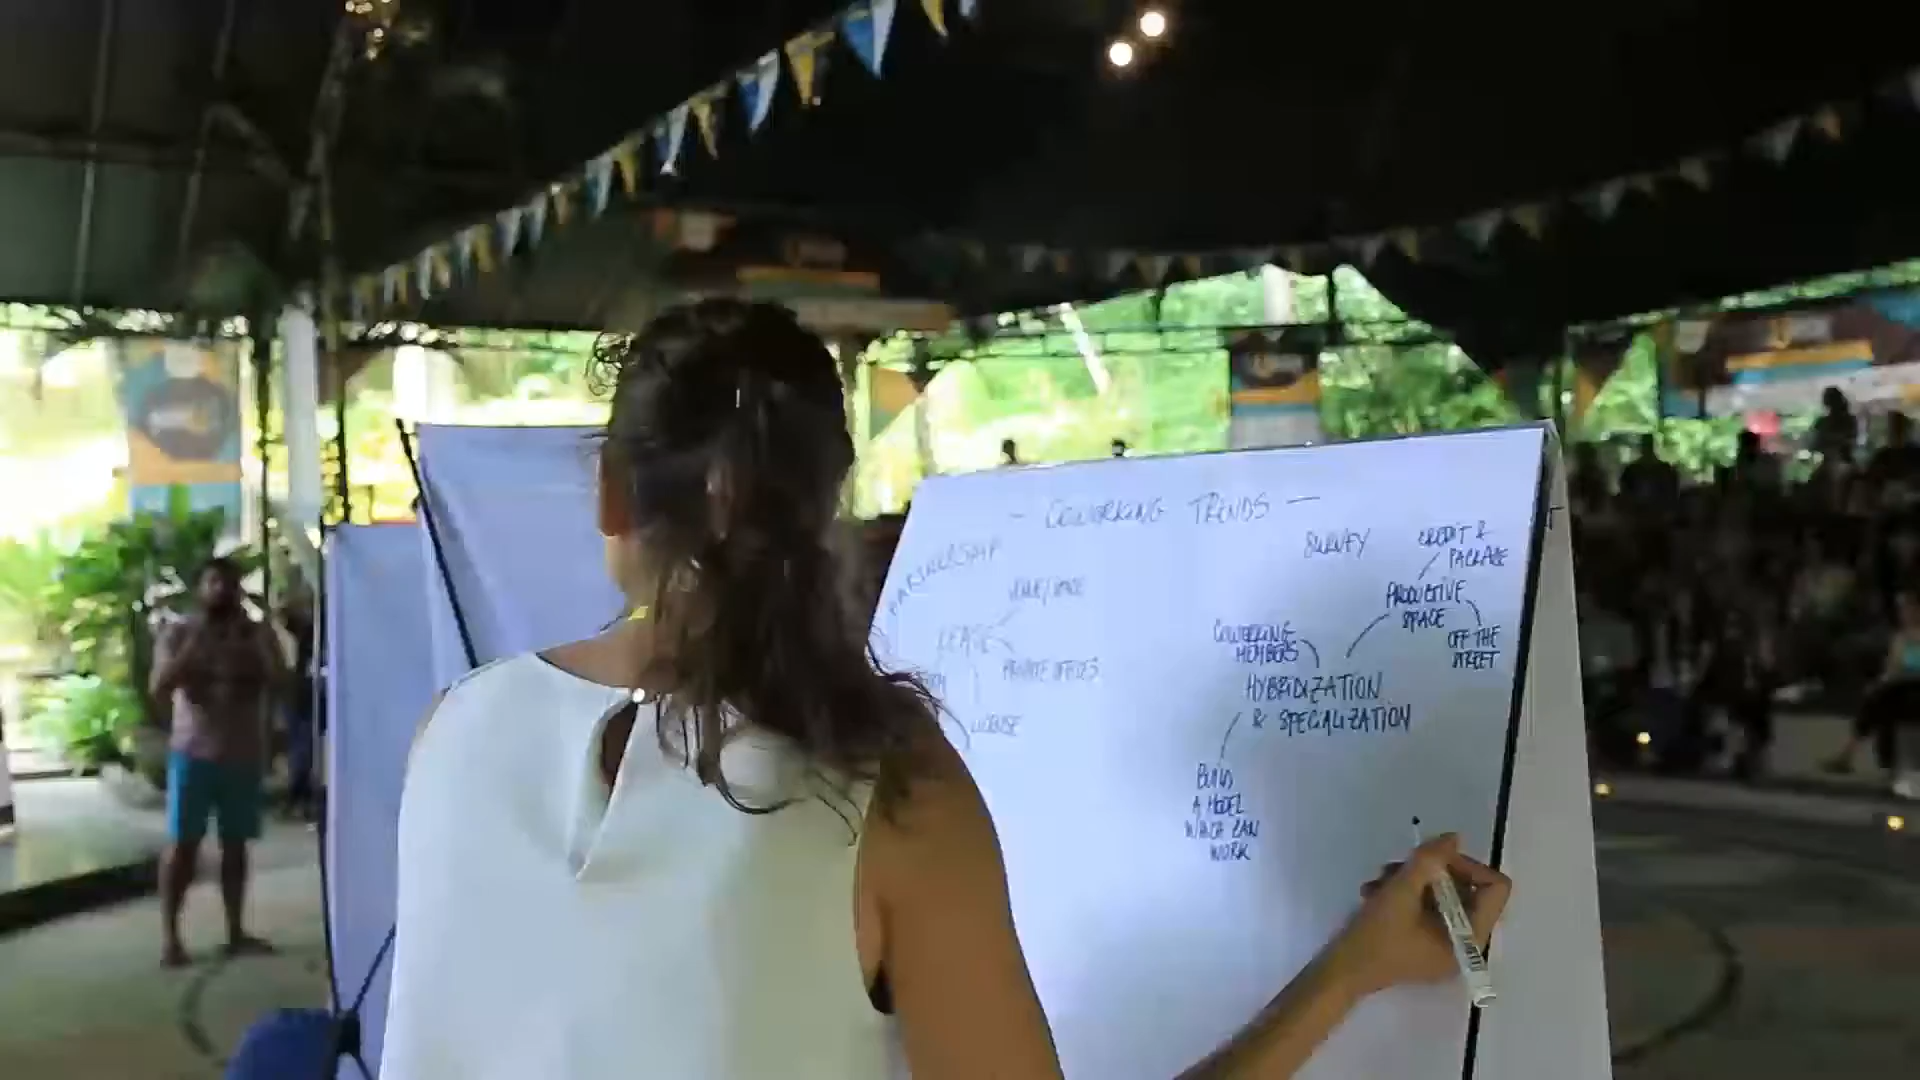 - COWORKING TRENDS -
PARTNERSHIP
LEASE
PRIVATE OFFICES
LICENSE
SURVEY
CREDIT &
PACKAGE
PRODUCTIVE
SPACE
OFF THE
STREET
COWORKING
MEMBERS
HYBRIDIZATION
& SPECIALIZATION
BUILD
A MODEL
WHICH CAN
WORK